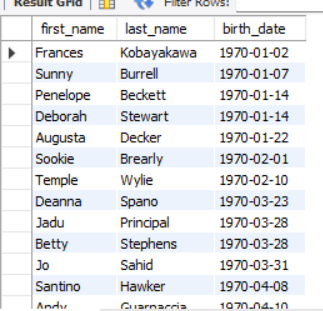 Result Grid Filter Rows:
first_name last_name birth_date
Frances Kobayakawa 1970-01-02
Sunny Burrell 1970-01-07
Penelope Beckett 1970-01-14
Deborah Stewart 1970-01-14
Augusta Decker 1970-01-22
Sookie Brearly 1970-02-01
Temple Wylie 1970-02-10
Deanna Spano 1970-03-23
Jadu Principal 1970-03-28
Betty Stephens 1970-03-28
Jo Sahid 1970-03-31
Santino Hawker 1970-04-08
Andy Guarnaccia 1970-04-10